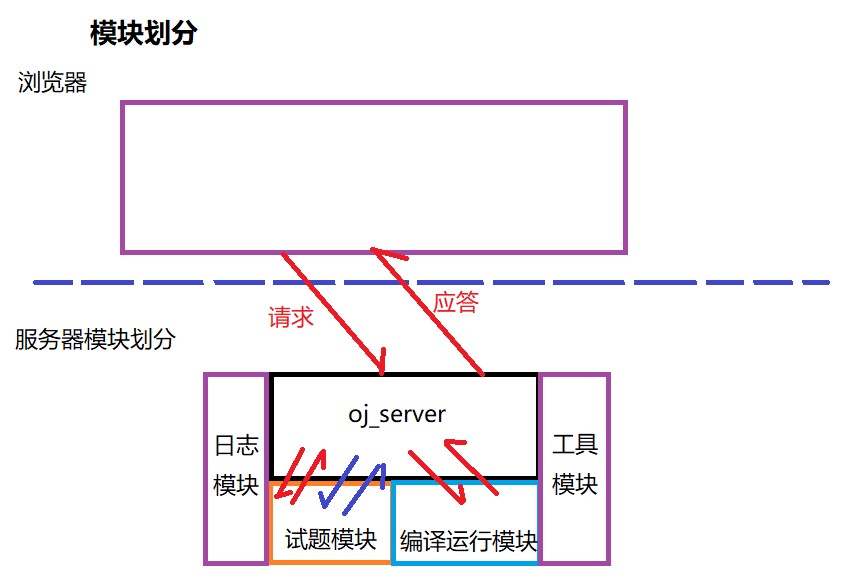 模块划分
浏览器
请求
应答
服务器模块划分
oj_server
日志
模块
工具
模块
试题模块
编译运行模块